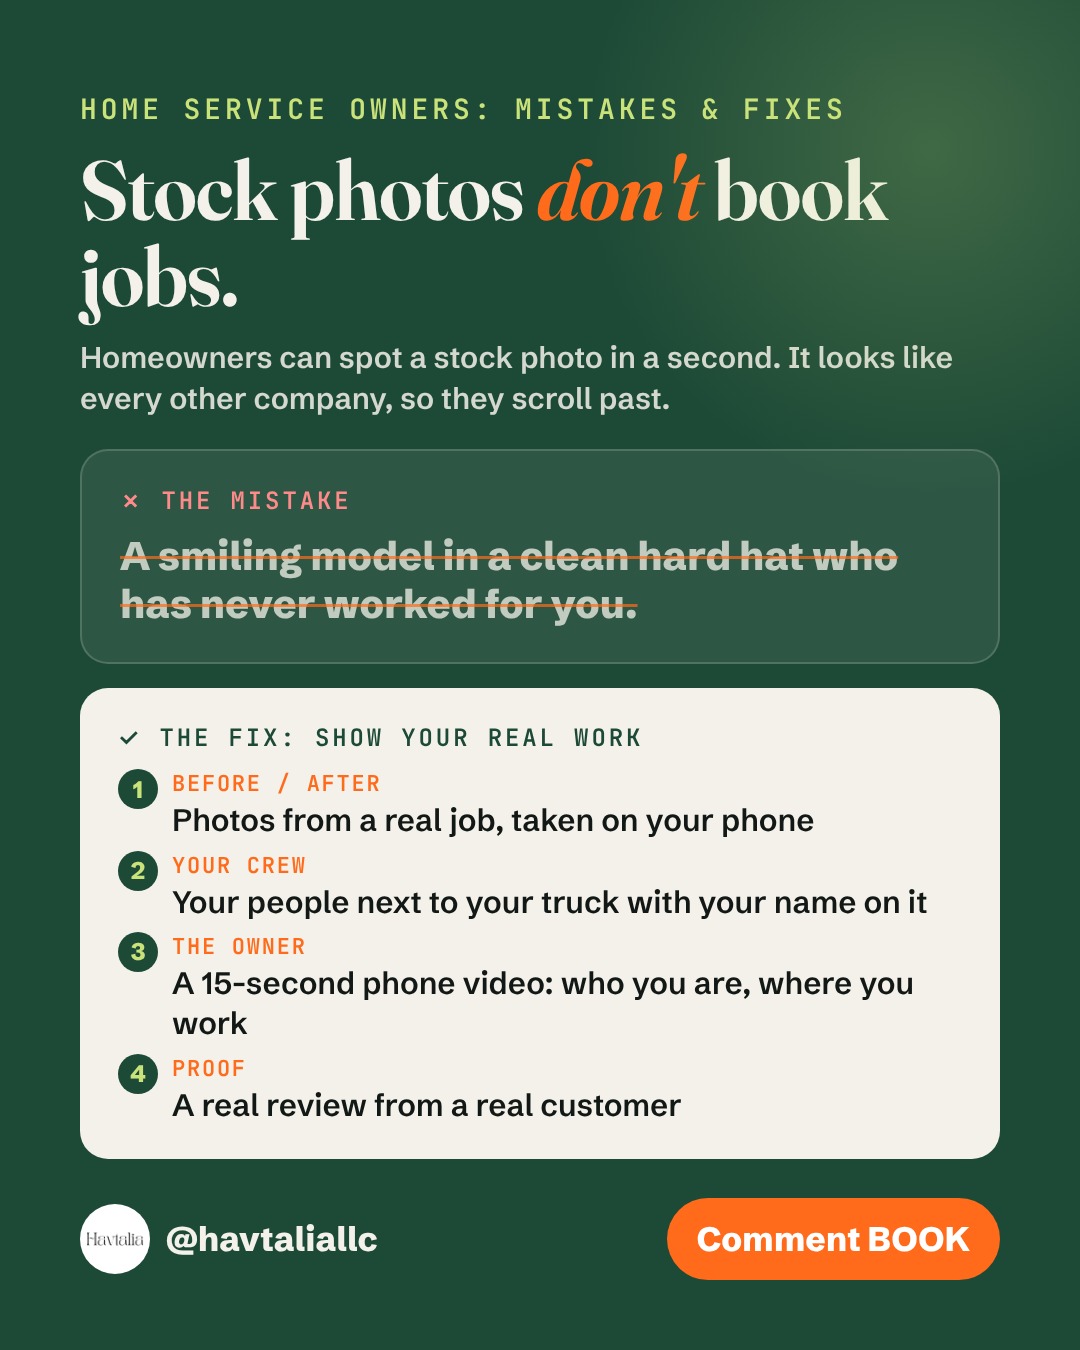 HOME SERVICE OWNERS: MISTAKES & FIXES
Stock photos don't book
jobs.
Homeowners can spot a stock photo in a second. It looks like
every other company, so they scroll past.
× THE MISTAKE
A smiling model in a clean hard hat who
has never worked for you.
✓ THE FIX: SHOW YOUR REAL WORK
1 BEFORE / AFTER
Photos from a real job, taken on your phone
2 YOUR CREW
Your people next to your truck with your name on it
3 THE OWNER
A 15-second phone video: who you are, where you
work
4 PROOF
A real review from a real customer
Havtalia @havtaliallc
Comment BOOK